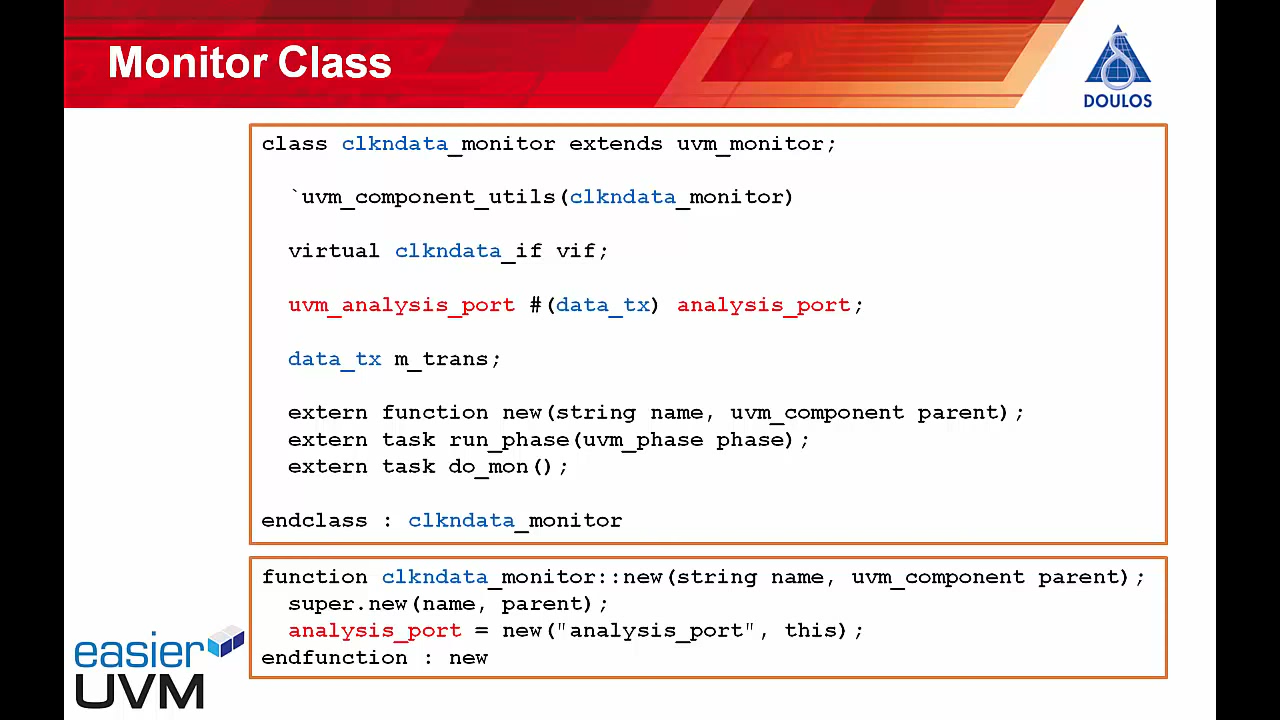 Monitor Class
DOULOS
class clkndata_monitor extends uvm_monitor;
`uvm_component_utils(clkndata_monitor)
virtual clkndata_if vif;
uvm_analysis_port #(data_tx) analysis_port;
data_tx m_trans;
extern function new(string name, uvm_component parent);
extern task run_phase(uvm_phase phase);
extern task do_mon();
endclass : clkndata_monitor
function clkndata_monitor::new(string name, uvm_component parent);
super.new(name, parent);
analysis_port = new("analysis_port", this);
endfunction : new
easier
UVM